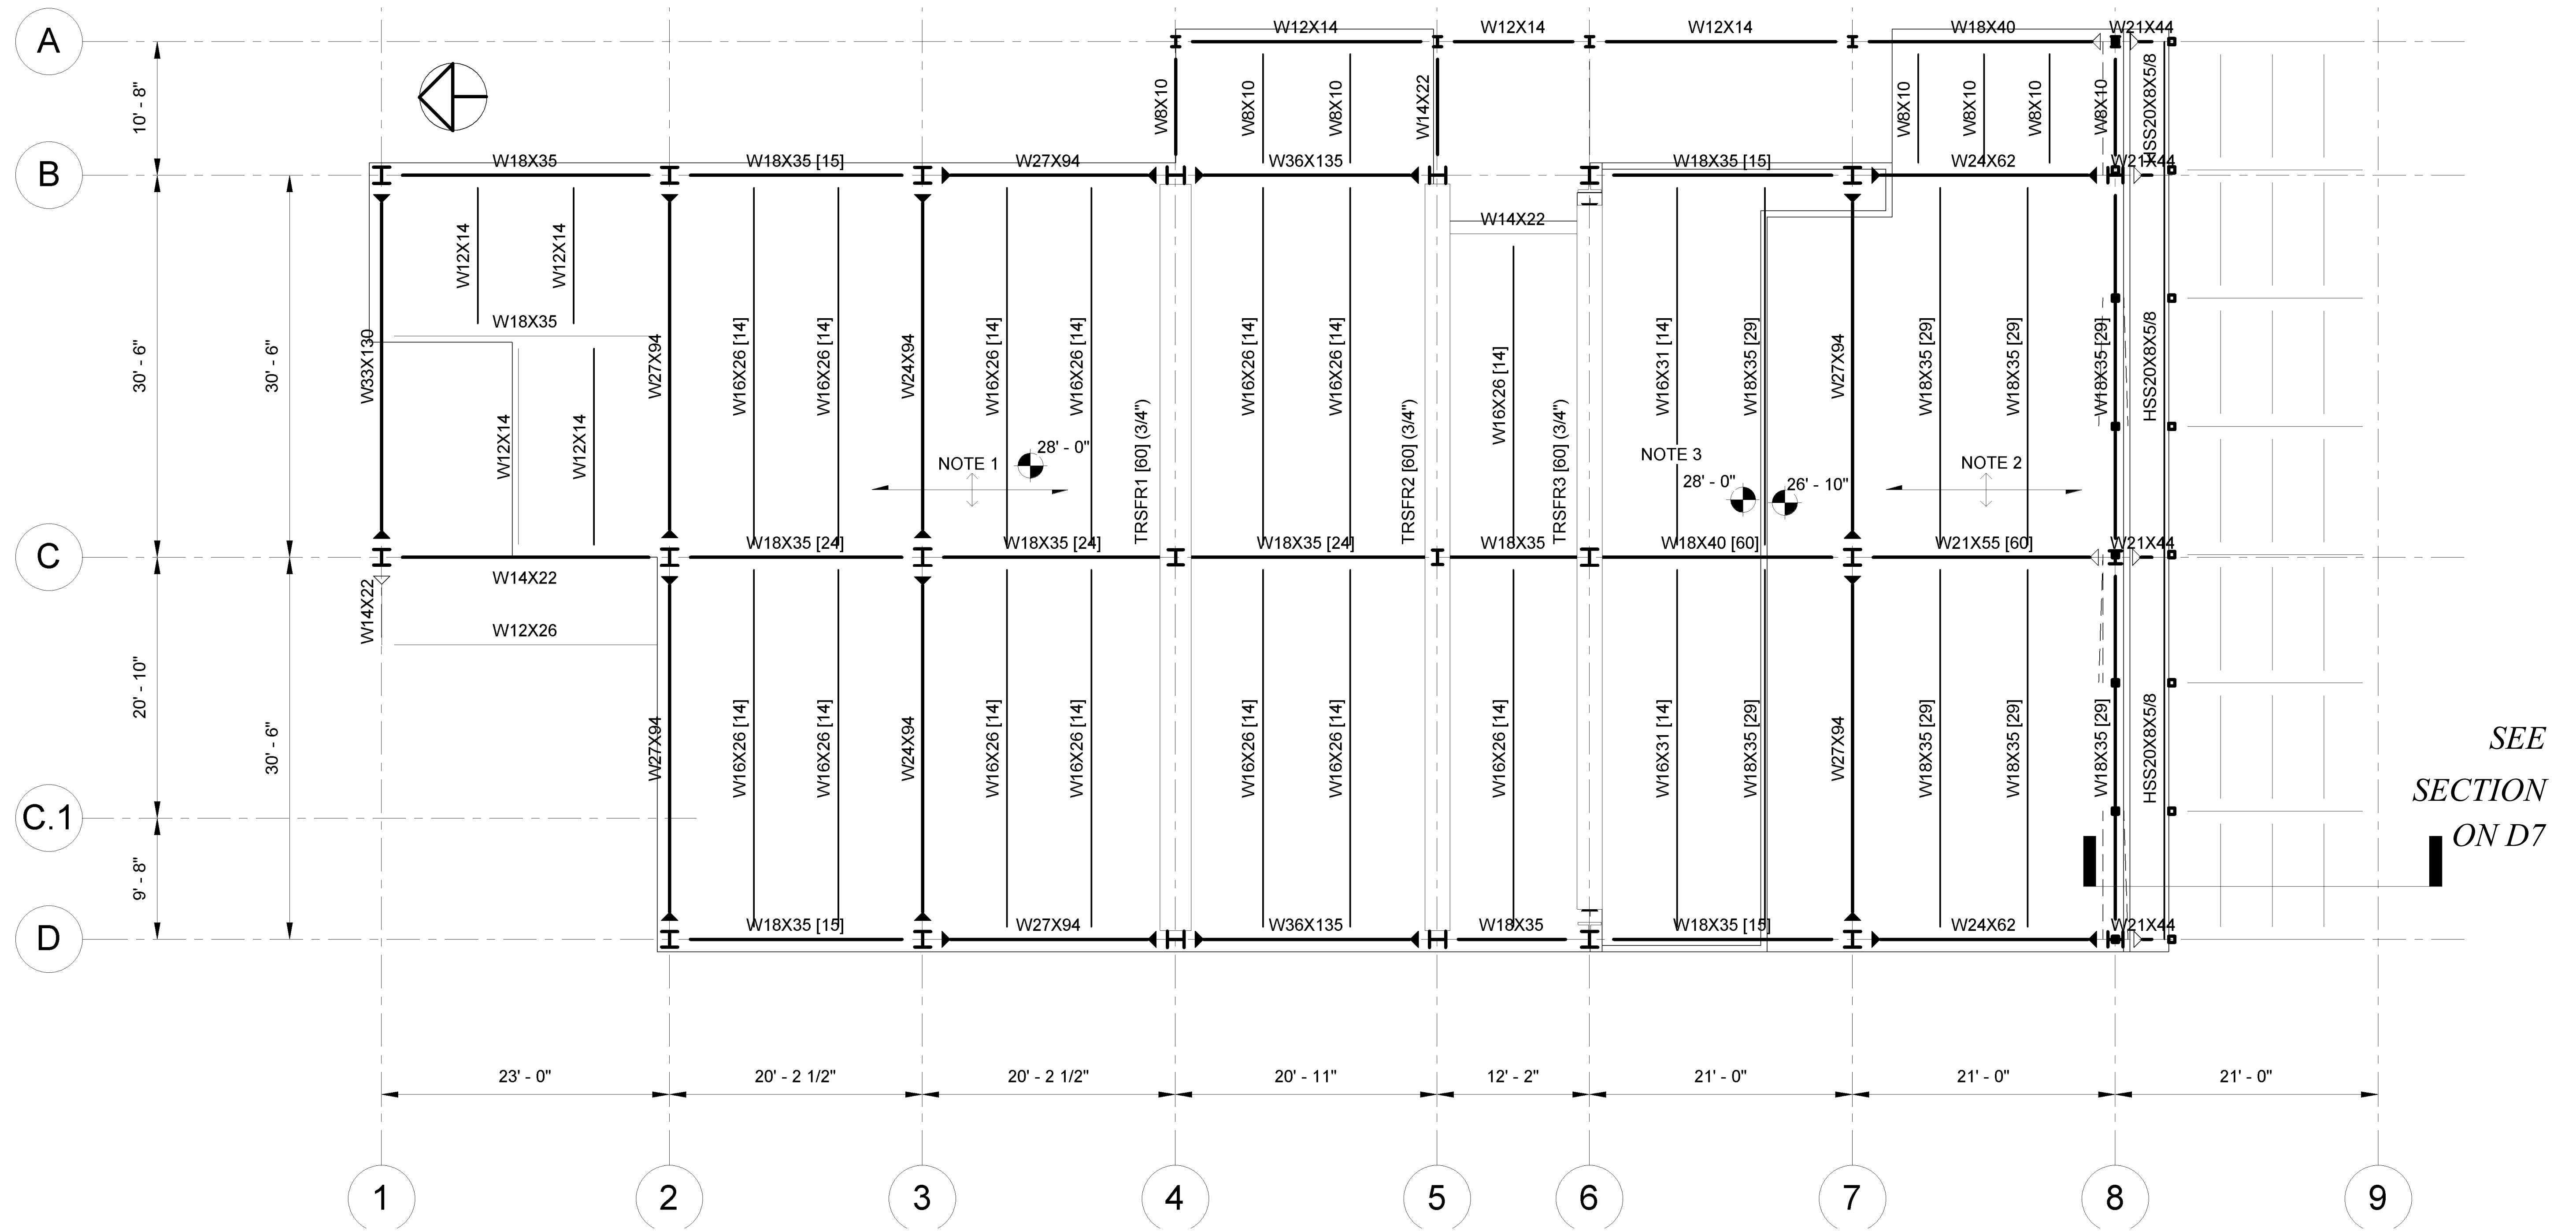 A
W12X14
W12X14
W12X14
W18X40
W21X44
10' - 8"
W8X10
W8X10
W8X10
W14X22
W8X10
W8X10
W8X10
W8X10
HSS20X8X5/8
B
W18X35
W18X35 [15]
W27X94
W36X135
W18X35 [15]
W24X62
W21X44
W14X22
W12X14
W12X14
W18X35
30' - 6"
30' - 6"
W33X130
W27X94
W16X26 [14]
W16X26 [14]
W24X94
W16X26 [14]
W16X26 [14]
W16X26 [14]
W16X26 [14]
W16X26 [14]
W16X31 [14]
W18X35 [29]
W27X94
W18X35 [29]
W18X35 [29]
W18X35 [29]
HSS20X8X5/8
W12X14
W12X14
TRSFR1 [60] (3/4")
TRSFR2 [60] (3/4")
TRSFR3 [60] (3/4")
NOTE 1
28' - 0"
NOTE 3
28' - 0"
26' - 10"
NOTE 2
C
W14X22
W18X35 [24]
W18X35 [24]
W18X35 [24]
W18X35
W18X40 [60]
W21X55 [60]
W21X44
W14X22
W12X26
20' - 10"
30' - 6"
W27X94
W16X26 [14]
W16X26 [14]
W24X94
W16X26 [14]
W16X26 [14]
W16X26 [14]
W16X26 [14]
W16X26 [14]
W16X31 [14]
W18X35 [29]
W27X94
W18X35 [29]
W18X35 [29]
W18X35 [29]
HSS20X8X5/8
SEE
SECTION
ON D7
C.1
9' - 8"
D
W18X35 [15]
W27X94
W36X135
W18X35
W18X35 [15]
W24X62
W21X44
23' - 0"
20' - 2 1/2"
20' - 2 1/2"
20' - 11"
12' - 2"
21' - 0"
21' - 0"
21' - 0"
1
2
3
4
5
6
7
8
9